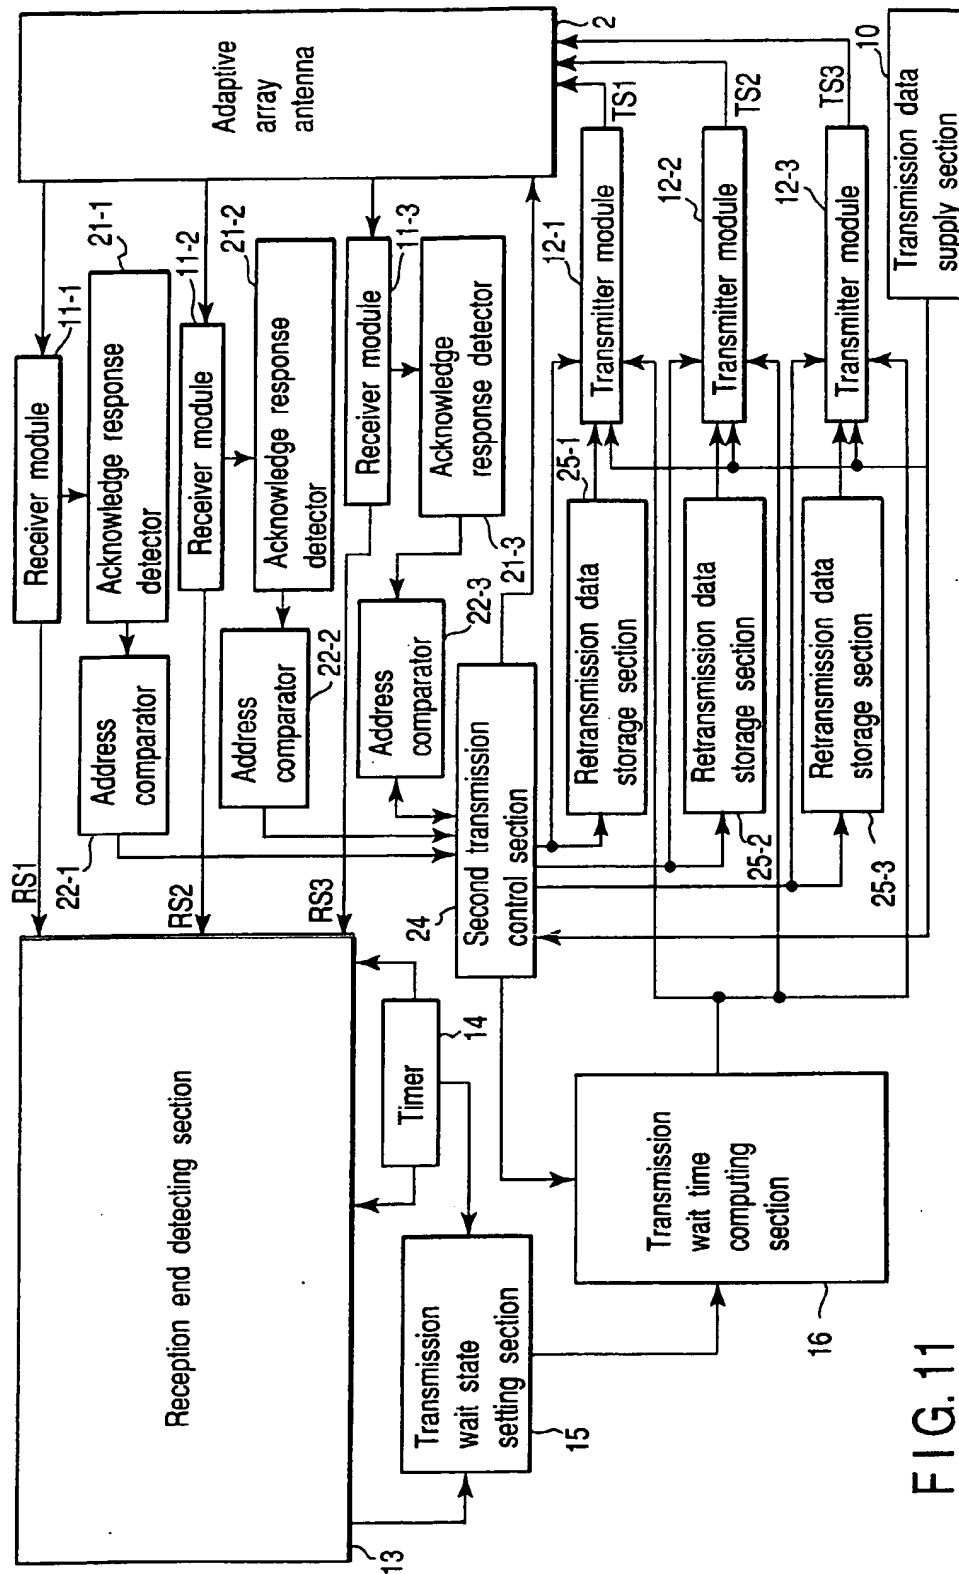 Adaptive
array
antenna
2
Receiver module
11-1
Acknowledge response
detector
21-1
Receiver module
11-2
Acknowledge response
detector
21-2
Receiver module
11-3
Acknowledge
response detector
21-3
Address
comparator
22-1
Address
comparator
22-2
Address
comparator
22-3
RS1
RS2
RS3
Reception end detecting section
13
Timer
14
Transmission
wait state
setting section
15
Second transmission
control section
24
Transmission
wait time
computing
section
16
Retransmission data
storage section
25-1
Retransmission data
storage section
25-2
Retransmission data
storage section
25-3
Transmitter module
12-1
TS1
Transmitter module
12-2
TS2
Transmitter module
12-3
TS3
Transmission data
supply section
10
FIG. 11